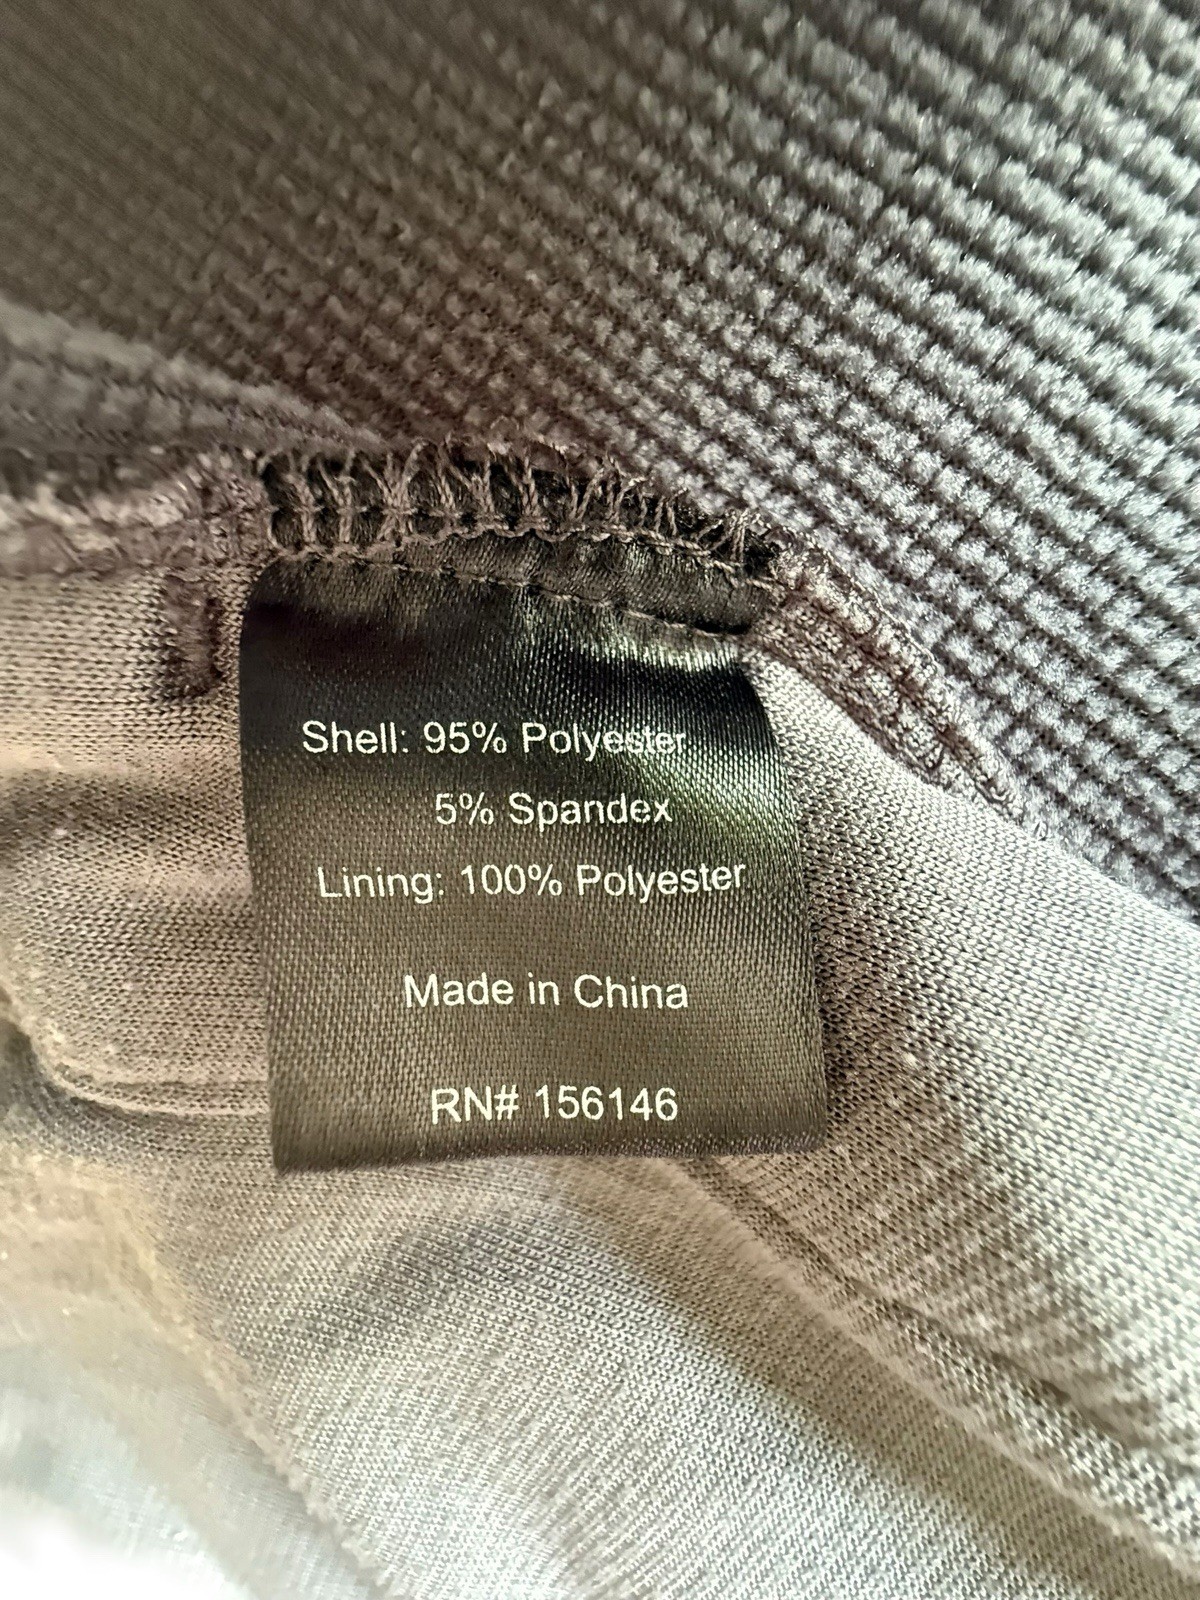 Shell: 95% Polyester
5% Spandex
Lining: 100% Polyester
Made in China
RN# 156146